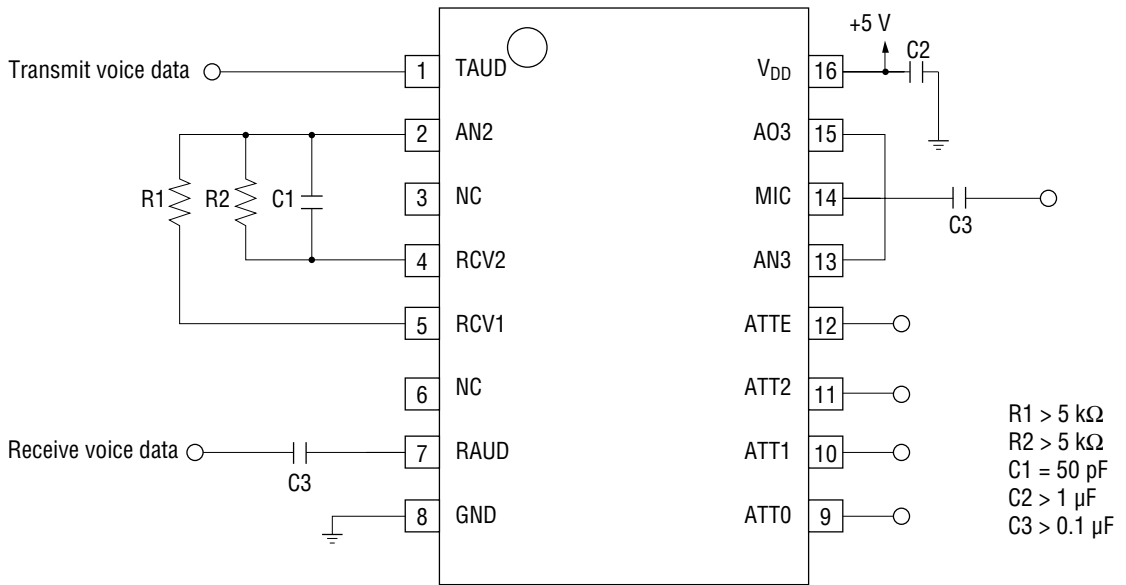 +5 V
Transmit voice data
1 TAUD
V_DD 16
C2
2 AN2
AO3 15
R1
R2
C1
3 NC
MIC 14
C3
4 RCV2
AN3 13
5 RCV1
ATTE 12
6 NC
ATT2 11
Receive voice data
C3
7 RAUD
ATT1 10
8 GND
ATT0 9
R1 > 5 kΩ
R2 > 5 kΩ
C1 = 50 pF
C2 > 1 μF
C3 > 0.1 μF